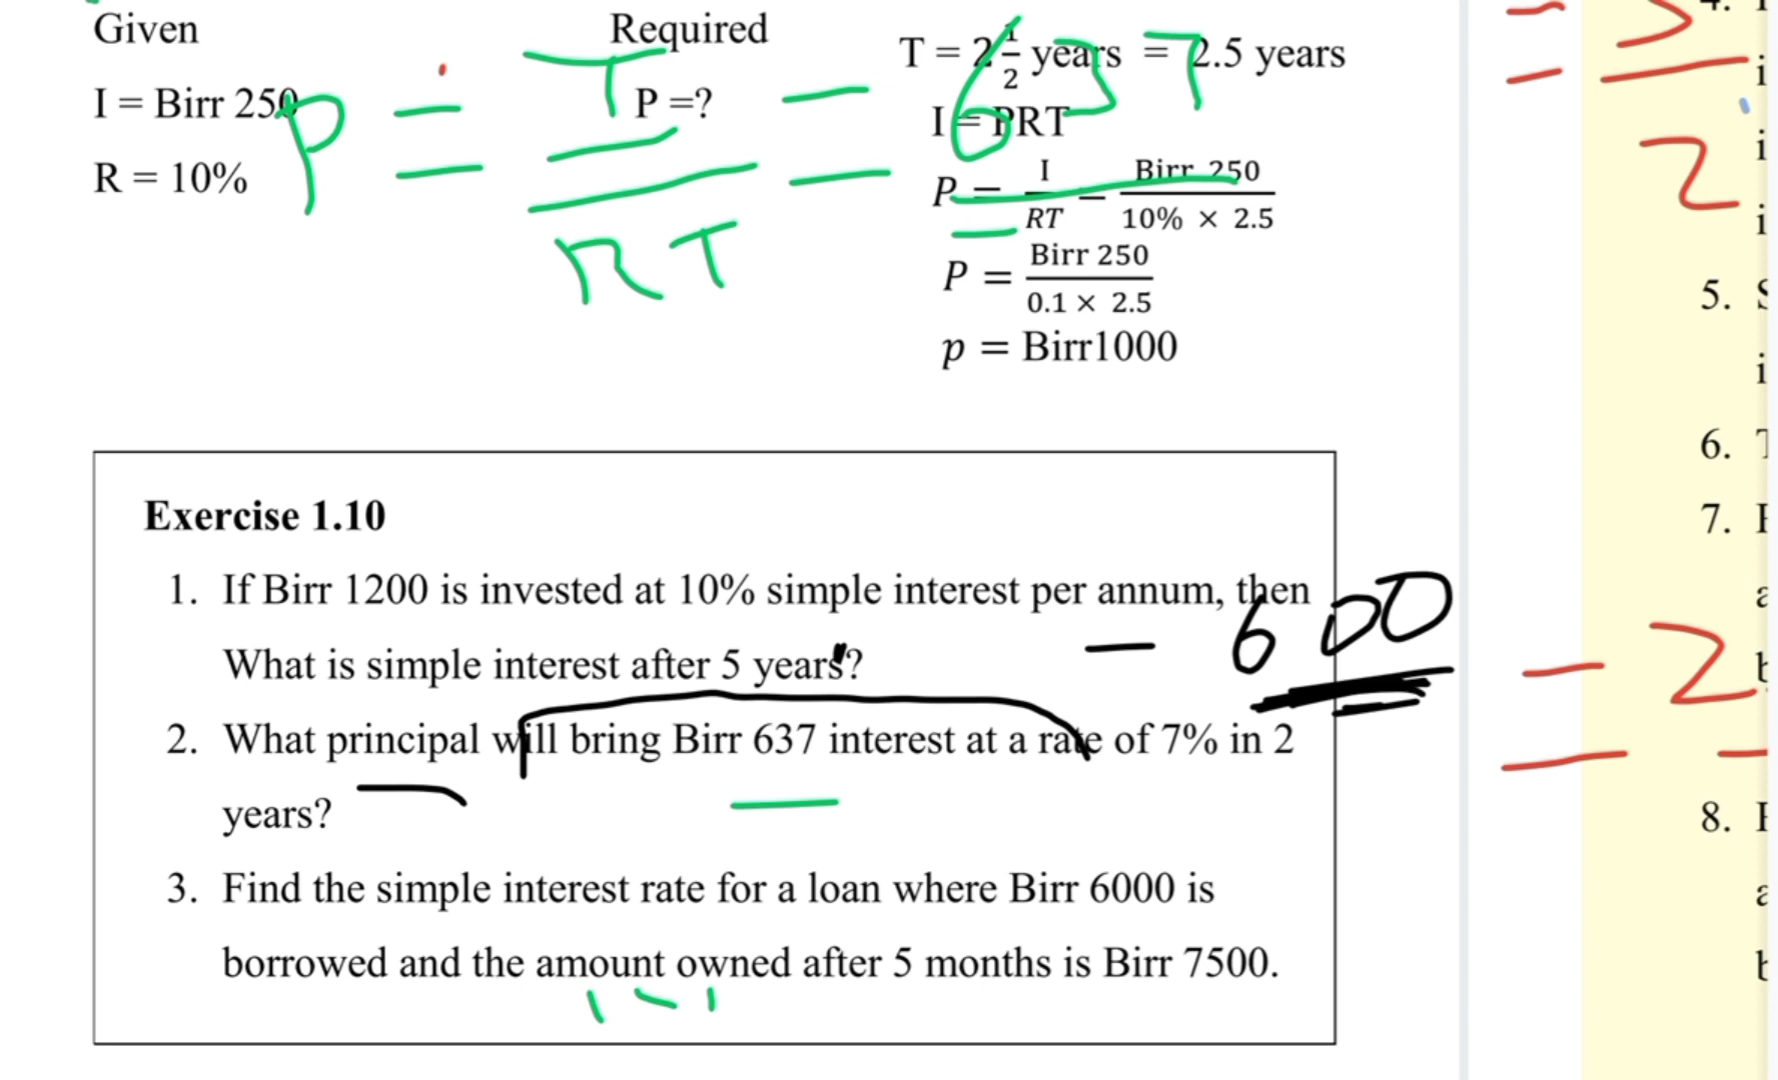 Given Required T = 2 1/2 years = 2.5 years
I = Birr 250 P =? I = PRT
R = 10% P = I/RT = Birr 250/10% × 2.5
P = Birr 250/0.1 × 2.5
p = Birr1000
P = I/RT = 637
Exercise 1.10
1. If Birr 1200 is invested at 10% simple interest per annum, then
What is simple interest after 5 years? – 600
2. What principal will bring Birr 637 interest at a rate of 7% in 2
years?
3. Find the simple interest rate for a loan where Birr 6000 is
borrowed and the amount owned after 5 months is Birr 7500.
4.
i
i
i
5.
i
6.
7.
a
b
8.
a
b
2
= 2